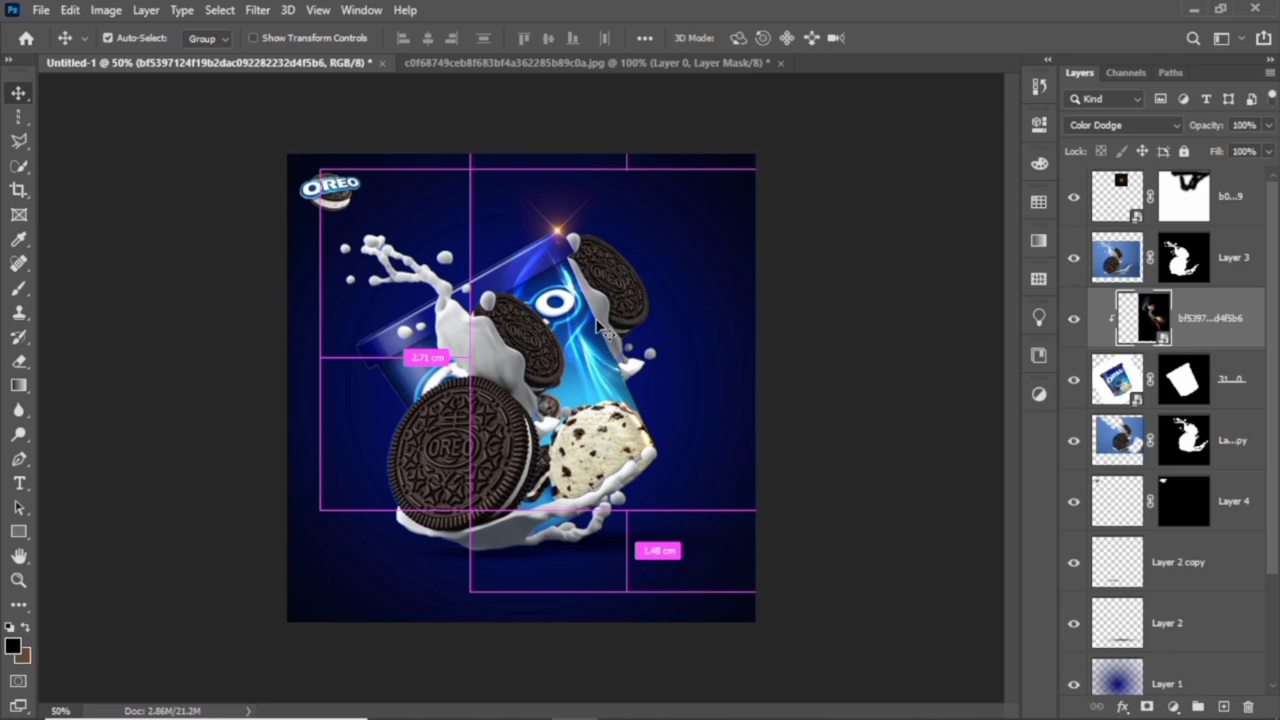 Ps File Edit Image Layer Type Select Filter 3D View Window Help
Auto-Select: Group Show Transform Controls 3D Mode:
Untitled-1 @ 50% (bf5397124f19b2dac092282232d4f5b6, RGB/8) * × c0f68749ceb8f683bf4a362285b89c0a.jpg @ 100% (Layer 0, Layer Mask/8) * ×
Layers Channels Paths
Kind
Color Dodge Opacity: 100%
Lock: Fill: 100%
OREO
b0...9
Layer 3
bf5397...d4f5b6
2.71 cm
31...0
OREO
La...py
Layer 4
1.48 cm
Layer 2 copy
Layer 2
Layer 1
50% Doc: 2.86M/21.2M